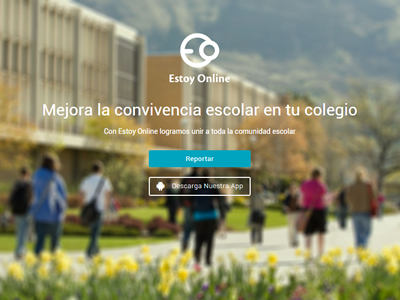 Estoy Online
Mejora la convivencia escolar en tu colegio
Con Estoy Online logramos unir a toda la comunidad escolar
Reportar
Descarga Nuestra App